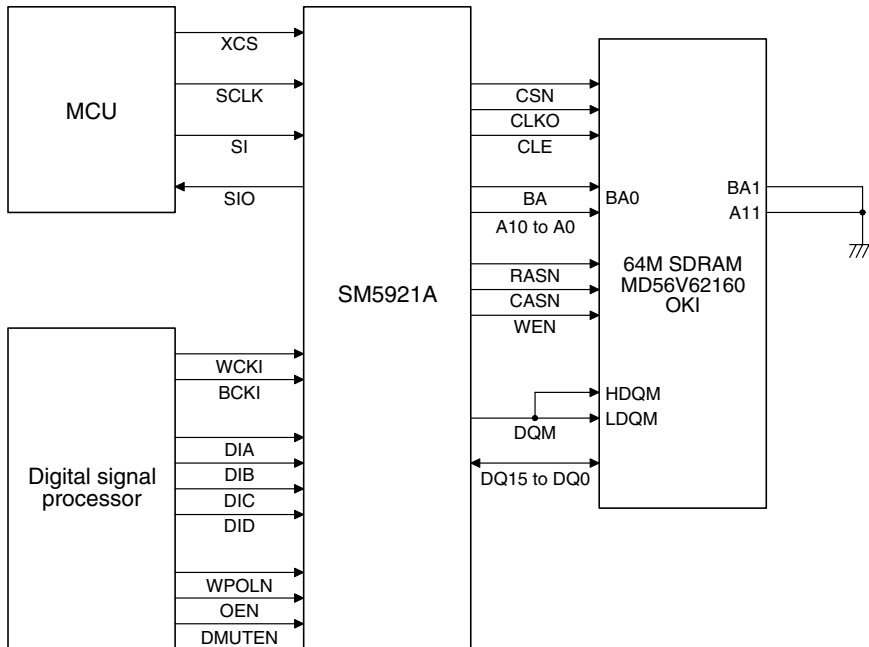 MCU
XCS
SCLK
SI
SIO
SM5921A
CSN
CLKO
CLE
BA
A10 to A0
RASN
CASN
WEN
DQM
DQ15 to DQ0
BA0
BA1
A11
64M SDRAM
MD56V62160
OKI
HDQM
LDQM
Digital signal
processor
WCKI
BCKI
DIA
DIB
DIC
DID
WPOLN
OEN
DMUTEN